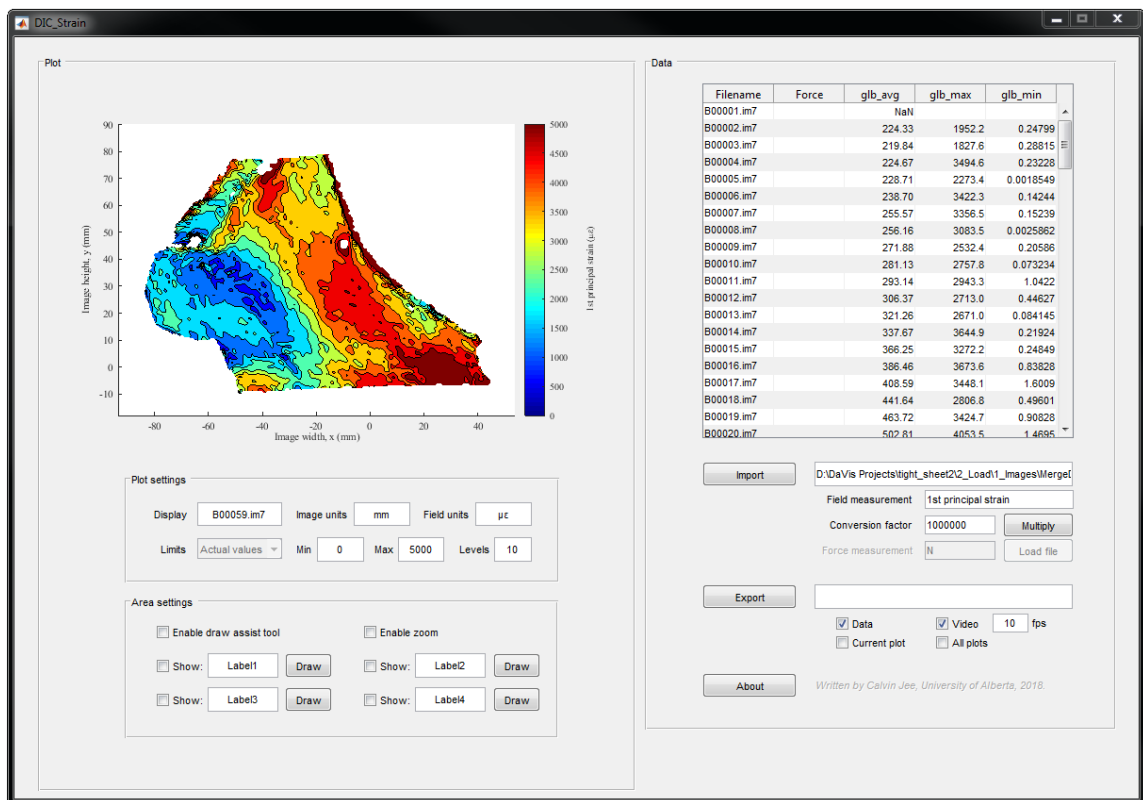 DIC_Strain
Plot
90
80
70
60
50
40
30
20
10
0
-10
Image height, y (mm)
-80 -60 -40 -20 0 20 40
Image width, x (mm)
5000
4500
4000
3500
3000
2500
2000
1500
1000
500
0
1st principal strain (με)
Plot settings
Display B00059.im7 Image units mm Field units με
Limits Actual values Min 0 Max 5000 Levels 10
Area settings
Enable draw assist tool Enable zoom
Show: Label1 Draw Show: Label2 Draw
Show: Label3 Draw Show: Label4 Draw
Data
Filename Force glb_avg glb_max glb_min
B00001.im7 NaN
B00002.im7 224.33 1952.2 0.24799
B00003.im7 219.84 1827.6 0.28815
B00004.im7 224.67 3494.6 0.23228
B00005.im7 228.71 2273.4 0.0018549
B00006.im7 238.70 3422.3 0.14244
B00007.im7 255.57 3356.5 0.15239
B00008.im7 256.16 3083.5 0.0025862
B00009.im7 271.88 2532.4 0.20586
B00010.im7 281.13 2757.8 0.073234
B00011.im7 293.14 2943.3 1.0422
B00012.im7 306.37 2713.0 0.44627
B00013.im7 321.26 2671.0 0.084145
B00014.im7 337.67 3644.9 0.21924
B00015.im7 366.25 3272.2 0.24849
B00016.im7 386.46 3673.6 0.83828
B00017.im7 408.59 3448.1 1.6009
B00018.im7 441.64 2806.8 0.49601
B00019.im7 463.72 3424.7 0.90828
B00020.im7 502.81 4053.5 1.4695
Import D:\DaVis Projects\tight_sheet2\2_Load\1_Images\Merge
Field measurement 1st principal strain
Conversion factor 1000000 Multiply
Force measurement N Load file
Export
Data Video 10 fps
Current plot All plots
About Written by Calvin Jee, University of Alberta, 2018.